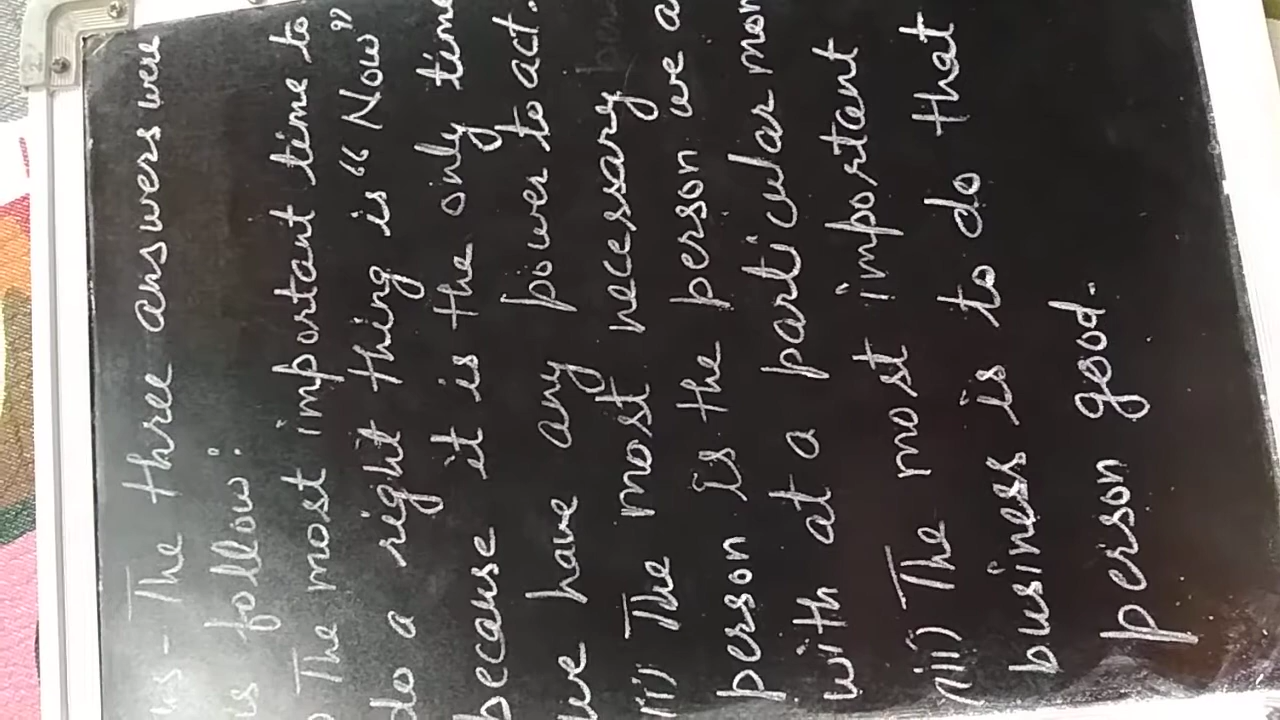 ns - The three answers were
is follow:
The most important time to
do a right thing is "Now"
because it is the only time
we have any power to act.
ii) The most necessary
person is the person we a
with at a particular mon
iii) The most important
business is to do that
person good.